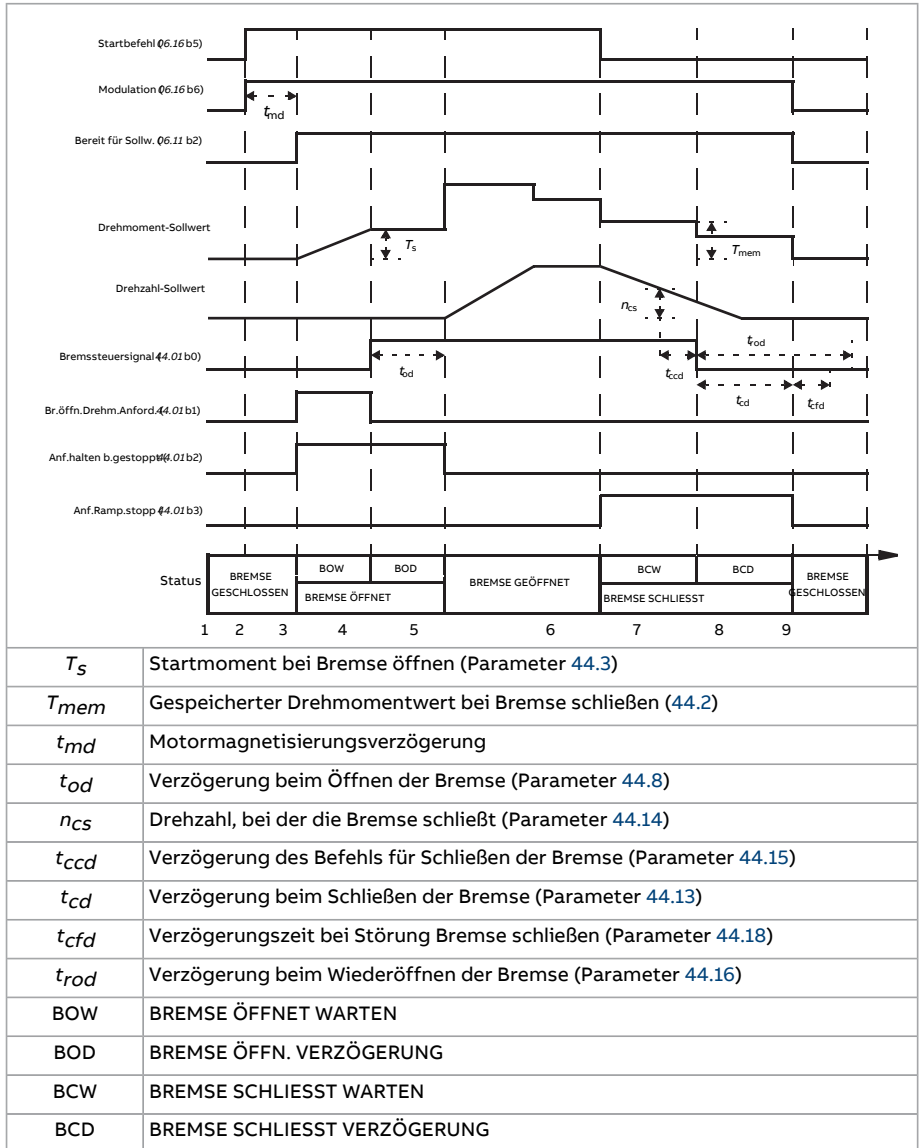 Startbefehl (06.16 b5)
Modulation (06.16 b6)
tmd
Bereit für Sollw. (06.11 b2)
Drehmoment-Sollwert
Ts
Tmem
Drehzahl-Sollwert
ncs
Bremssteuersignal (44.01 b0)
tod
tccd
trod
tcd
tcfd
Br.öffn.Drehm.Anford. (44.01 b1)
Anf.halten b.gestoppt (44.01 b2)
Anf.Ramp.stopp (44.01 b3)
Status
BREMSE GESCHLOSSEN
BOW
BOD
BREMSE ÖFFNET
BREMSE GEÖFFNET
BCW
BCD
BREMSE SCHLIESST
BREMSE GESCHLOSSEN
1 2 3 4 5 6 7 8 9
Ts Startmoment bei Bremse öffnen (Parameter 44.3)
Tmem Gespeicherter Drehmomentwert bei Bremse schließen (44.2)
tmd Motormagnetisierungsverzögerung
tod Verzögerung beim Öffnen der Bremse (Parameter 44.8)
ncs Drehzahl, bei der die Bremse schließt (Parameter 44.14)
tccd Verzögerung des Befehls für Schließen der Bremse (Parameter 44.15)
tcd Verzögerung beim Schließen der Bremse (Parameter 44.13)
tcfd Verzögerungszeit bei Störung Bremse schließen (Parameter 44.18)
trod Verzögerung beim Wiederöffnen der Bremse (Parameter 44.16)
BOW BREMSE ÖFFNET WARTEN
BOD BREMSE ÖFFN. VERZÖGERUNG
BCW BREMSE SCHLIESST WARTEN
BCD BREMSE SCHLIESST VERZÖGERUNG